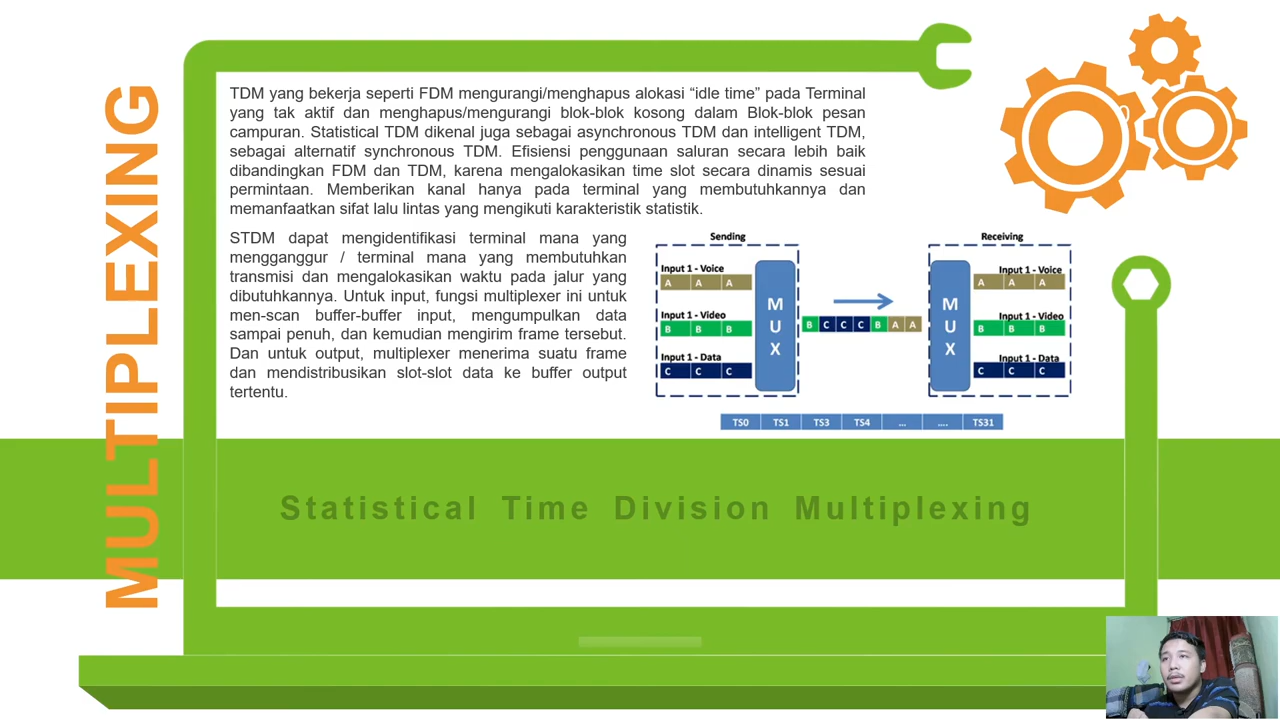 MULTIPLEXING
TDM yang bekerja seperti FDM mengurangi/menghapus alokasi “idle time” pada Terminal
yang tak aktif dan menghapus/mengurangi blok-blok kosong dalam Blok-blok pesan
campuran. Statistical TDM dikenal juga sebagai asynchronous TDM dan intelligent TDM,
sebagai alternatif synchronous TDM. Efisiensi penggunaan saluran secara lebih baik
dibandingkan FDM dan TDM, karena mengalokasikan time slot secara dinamis sesuai
permintaan. Memberikan kanal hanya pada terminal yang membutuhkannya dan
memanfaatkan sifat lalu lintas yang mengikuti karakteristik statistik.
STDM dapat mengidentifikasi terminal mana yang
mengganggur / terminal mana yang membutuhkan
transmisi dan mengalokasikan waktu pada jalur yang
dibutuhkannya. Untuk input, fungsi multiplexer ini untuk
men-scan buffer-buffer input, mengumpulkan data
sampai penuh, dan kemudian mengirim frame tersebut.
Dan untuk output, multiplexer menerima suatu frame
dan mendistribusikan slot-slot data ke buffer output
tertentu.
Sending
Input 1 - Voice
A A A
Input 1 - Video
B B B
Input 1 - Data
C C C
MUX
B C C C B A A
Receiving
MUX
Input 1 - Voice
A A A
Input 1 - Video
B B B
Input 1 - Data
C C C
TS0 TS1 TS3 TS4 ... .... TS31
Statistical Time Division Multiplexing